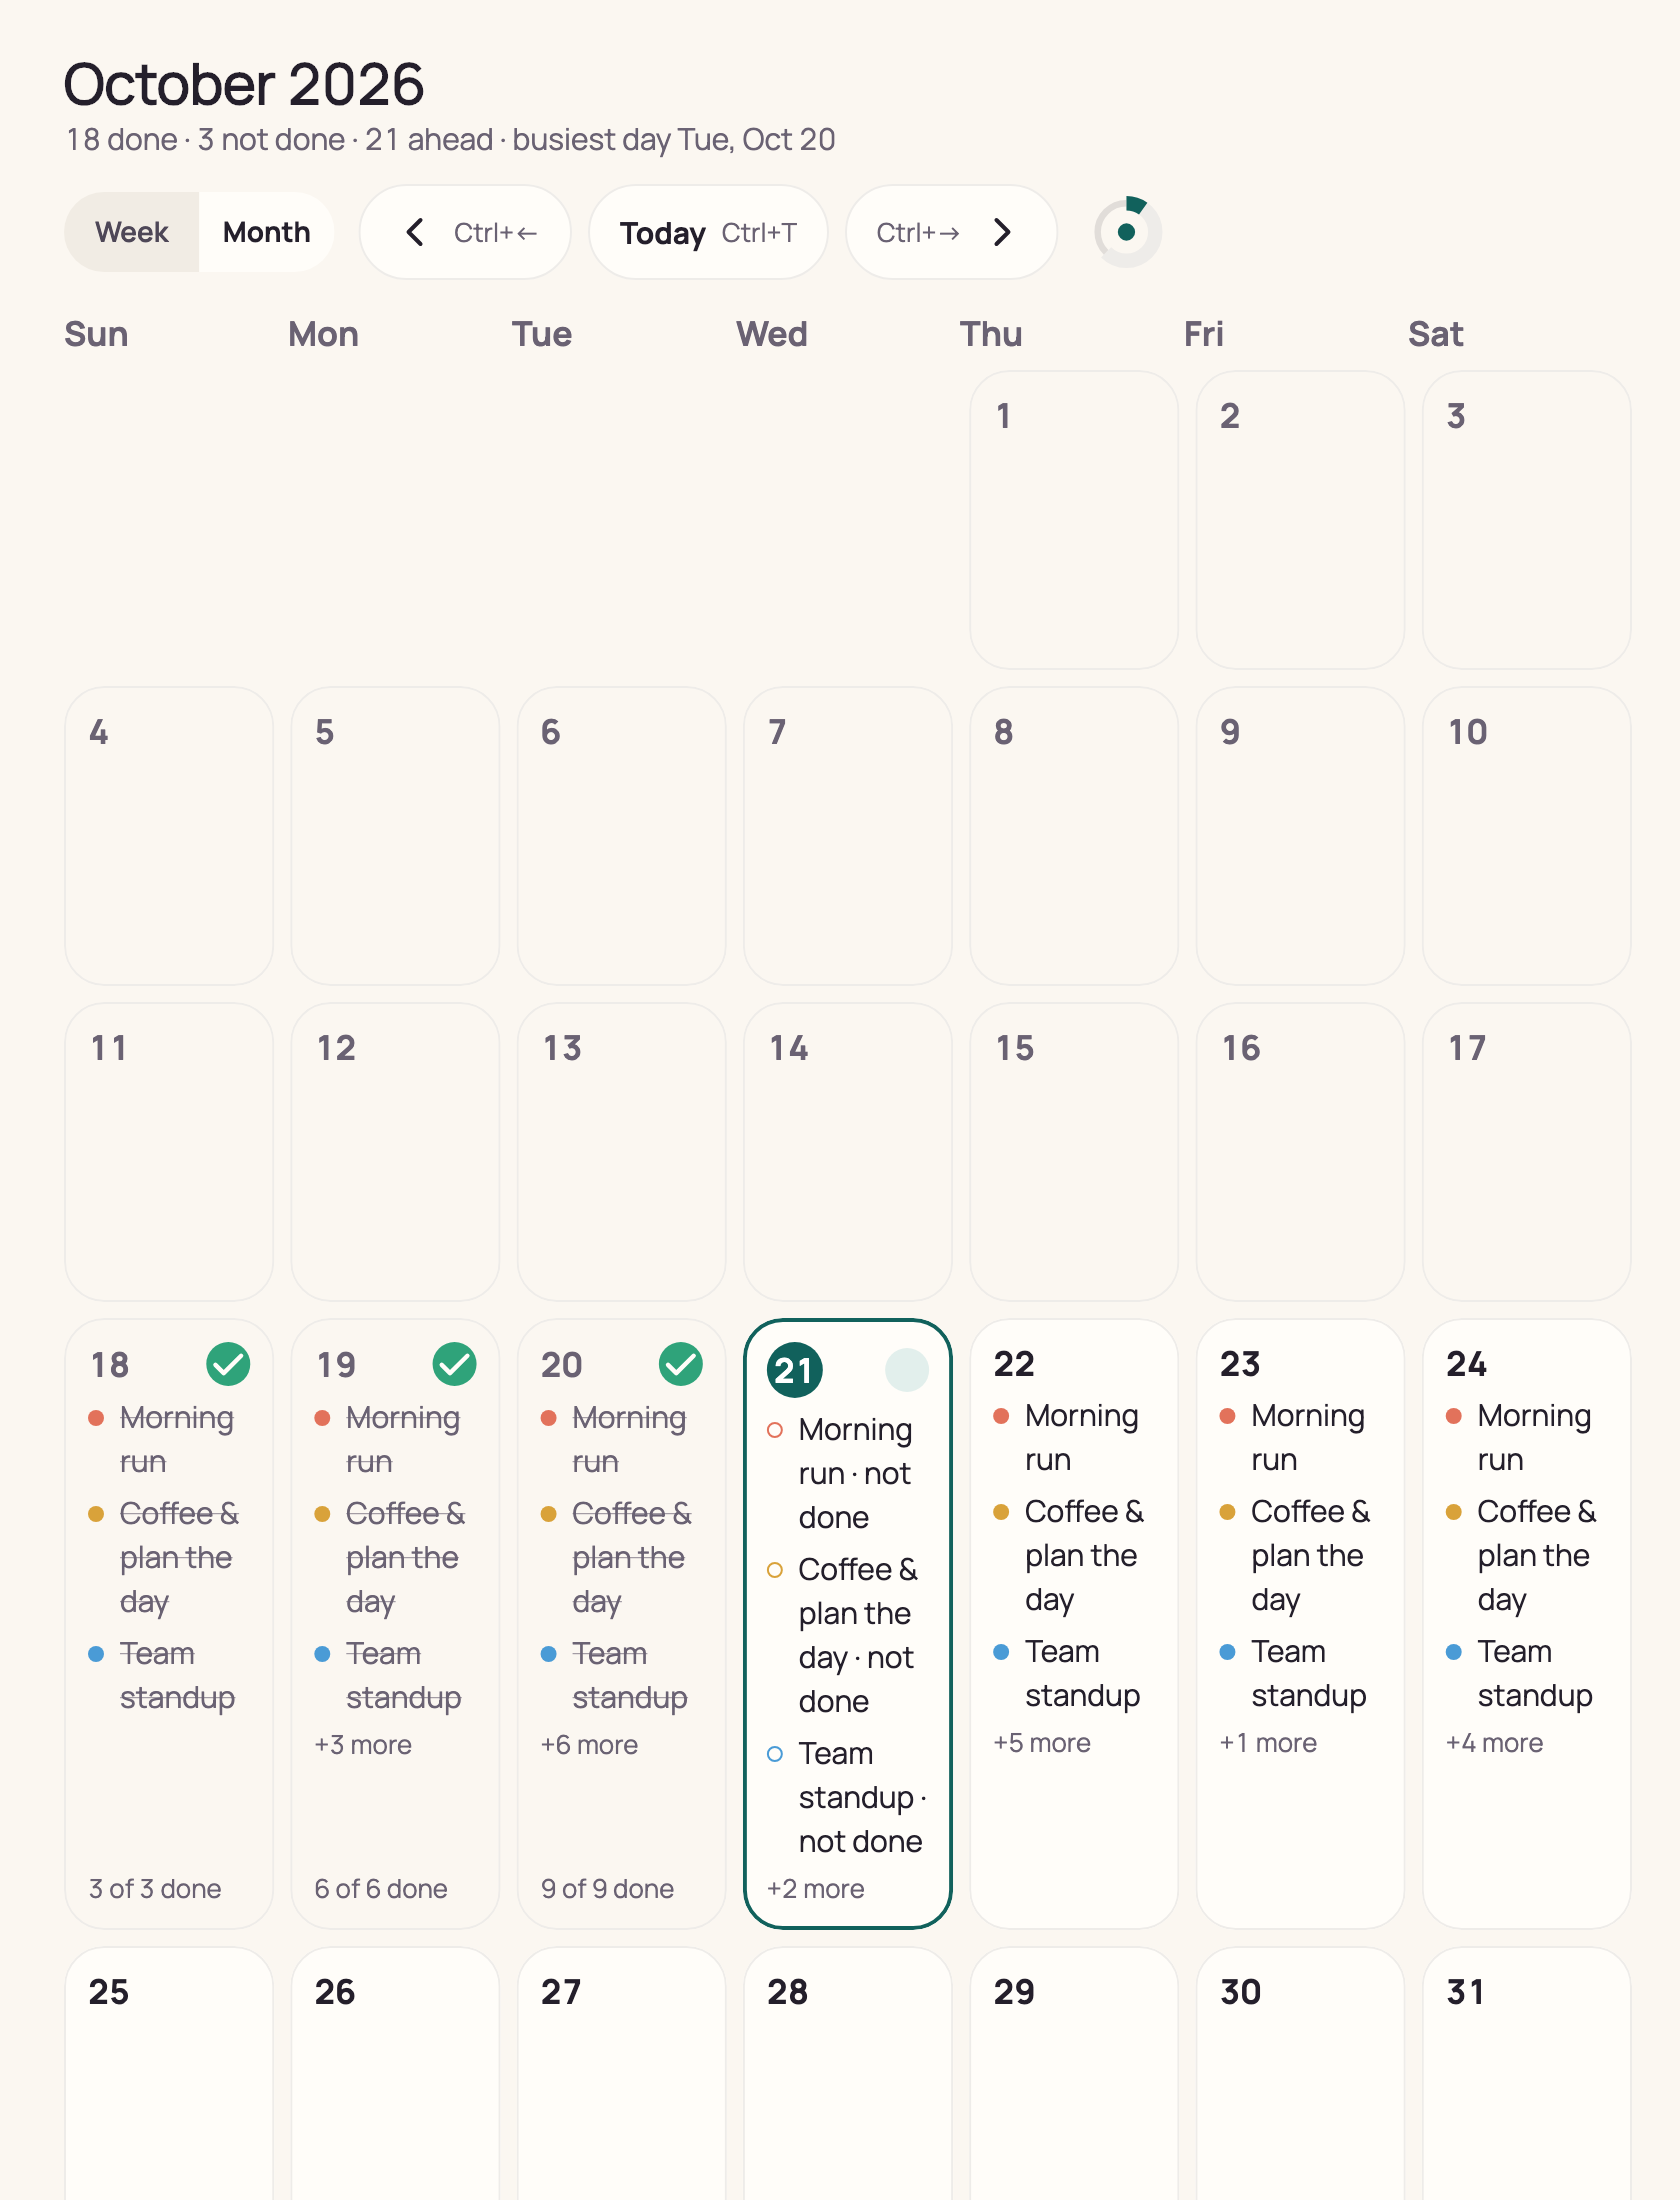 October 2026
18 done · 3 not done · 21 ahead · busiest day Tue, Oct 20
Week Month Ctrl+← Today Ctrl+T Ctrl+→
Sun Mon Tue Wed Thu Fri Sat
1 2 3
4 5 6 7 8 9 10
11 12 13 14 15 16 17
18
Morning
run
Coffee &
plan the
day
Team
standup
3 of 3 done
19
Morning
run
Coffee &
plan the
day
Team
standup
+3 more
6 of 6 done
20
Morning
run
Coffee &
plan the
day
Team
standup
+6 more
9 of 9 done
21
Morning
run · not
done
Coffee &
plan the
day · not
done
Team
standup ·
not done
+2 more
22
Morning
run
Coffee &
plan the
day
Team
standup
+5 more
23
Morning
run
Coffee &
plan the
day
Team
standup
+1 more
24
Morning
run
Coffee &
plan the
day
Team
standup
+4 more
25 26 27 28 29 30 31